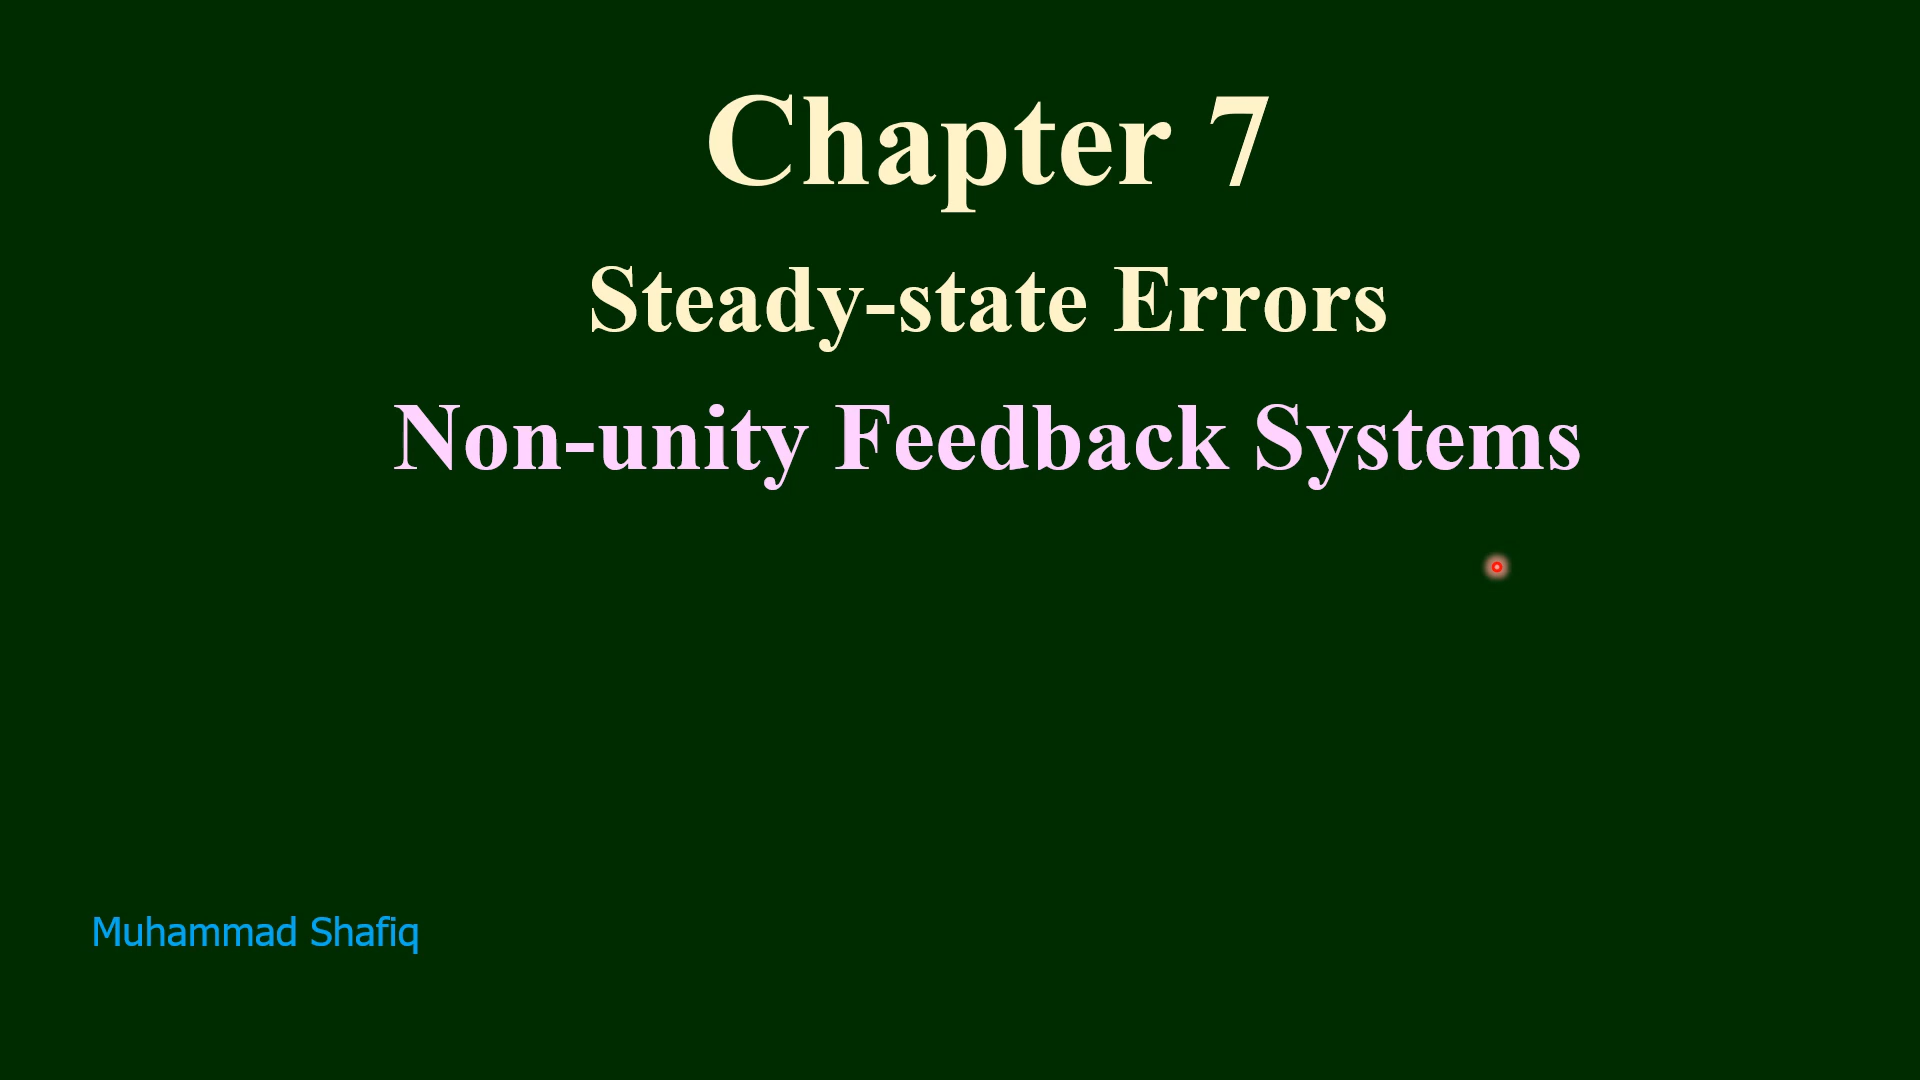 Chapter 7
Steady-state Errors
Non-unity Feedback Systems
Muhammad Shafiq